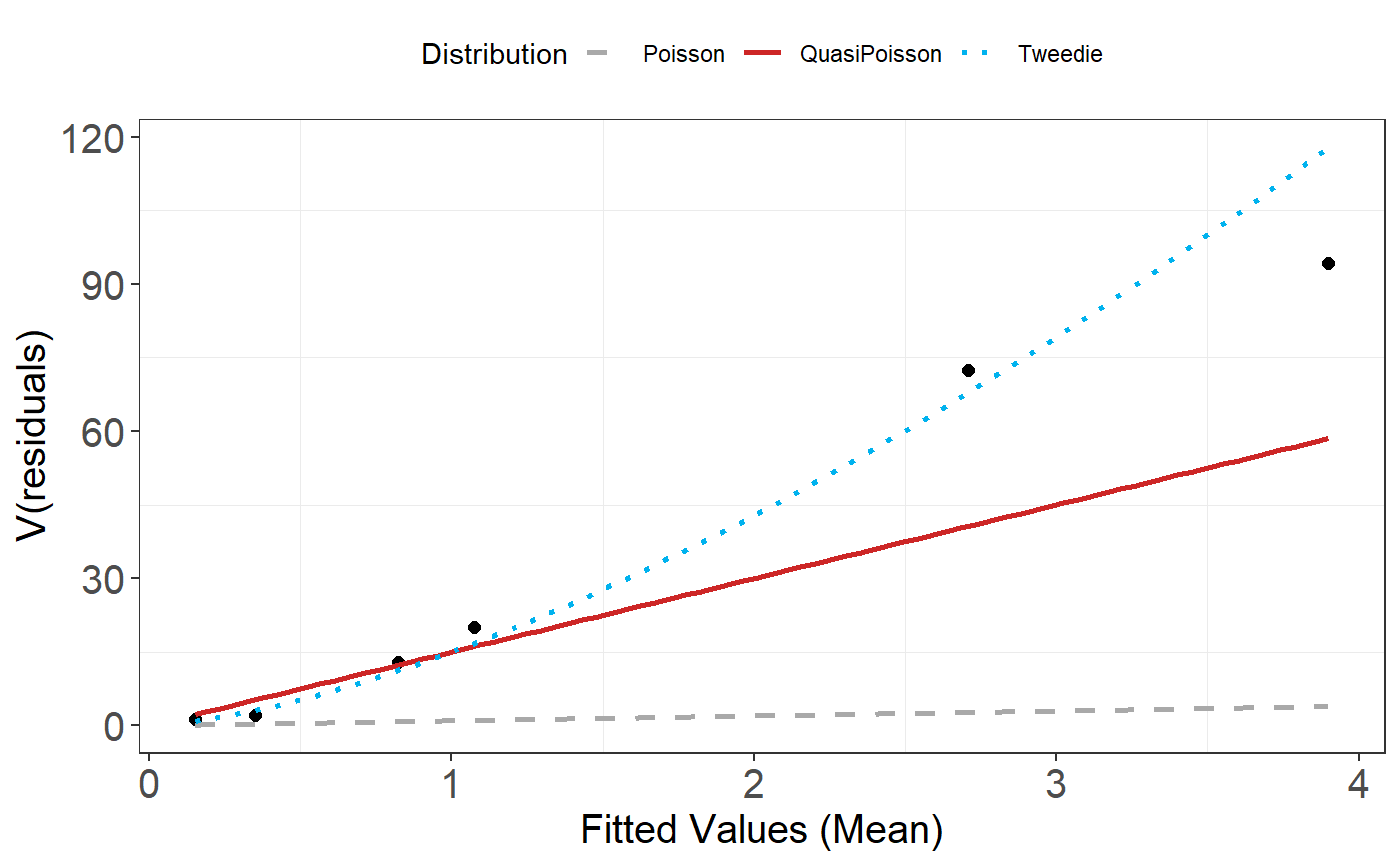 Distribution Poisson QuasiPoisson Tweedie
120
90
60
30
0
V(residuals)
0 1 2 3 4
Fitted Values (Mean)